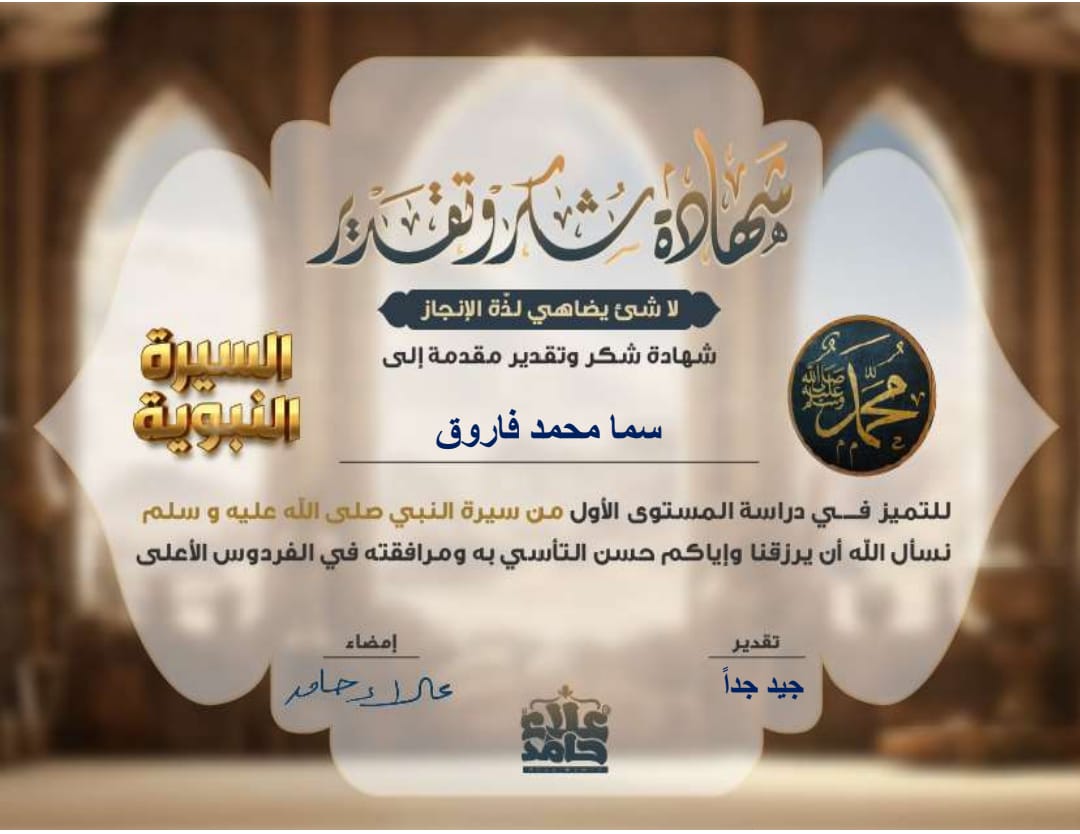 شهادة شكر وتقدير
لا شئ يضاهي لذّة الإنجاز
شهادة شكر وتقدير مقدمة إلى
محمد صلى الله عليه وسلم
السيرة
النبوية
سما محمد فاروق
للتميز فـــي دراسة المستوى الأول من سيرة النبي صلى الله عليه و سلم
نسأل الله أن يرزقنا وإياكم حسن التأسي به ومرافقته في الفردوس الأعلى
تقدير
جيد جداً
إمضاء
علاء حامد
علاء
حامد